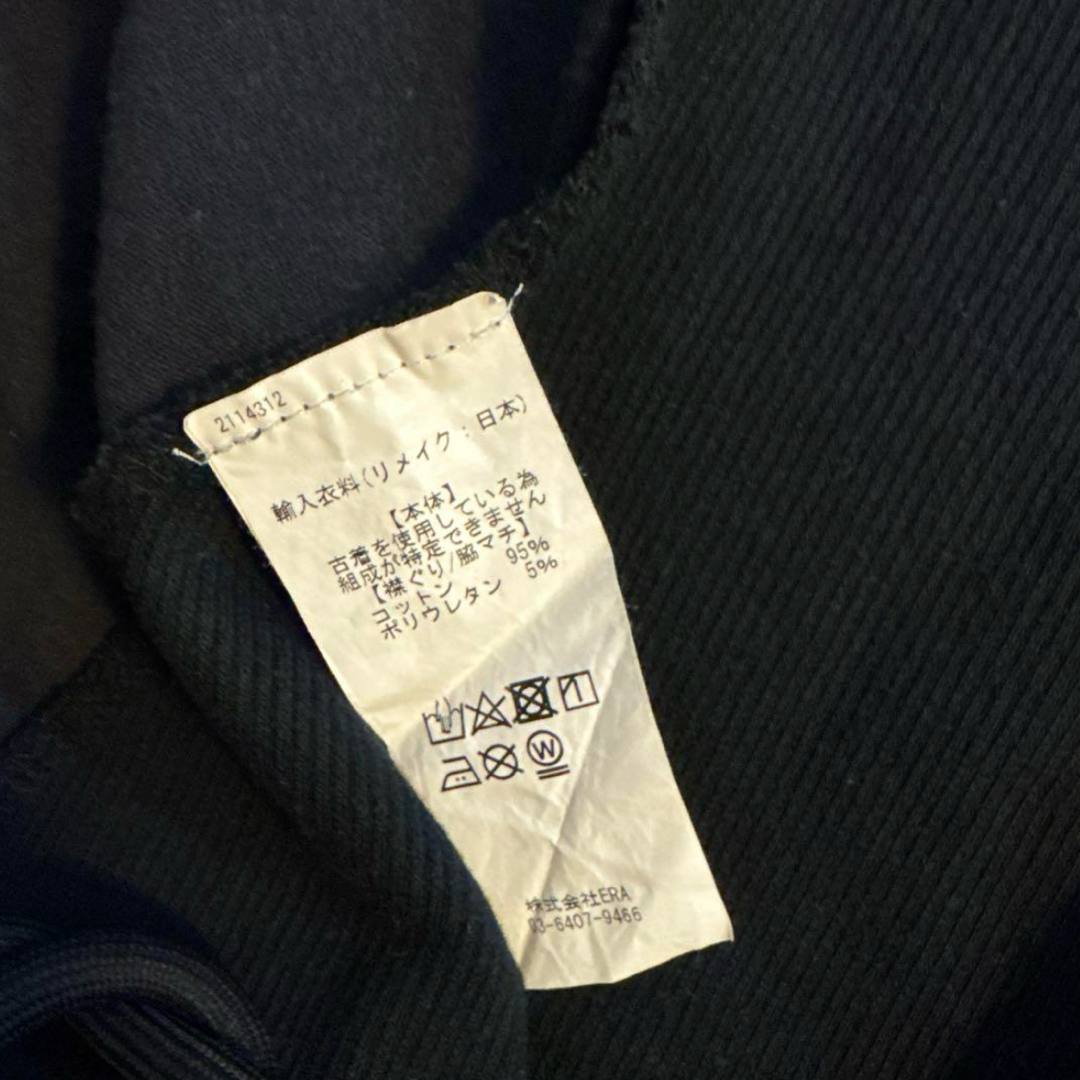 2114312
輸入衣料(リメイク:日本)
【本体】
古着を使用している為
組成が特定できません
【襟ぐり/脇マチ】
コットン 95%
ポリウレタン 5%
W
株式会社ERA
03-6407-9466